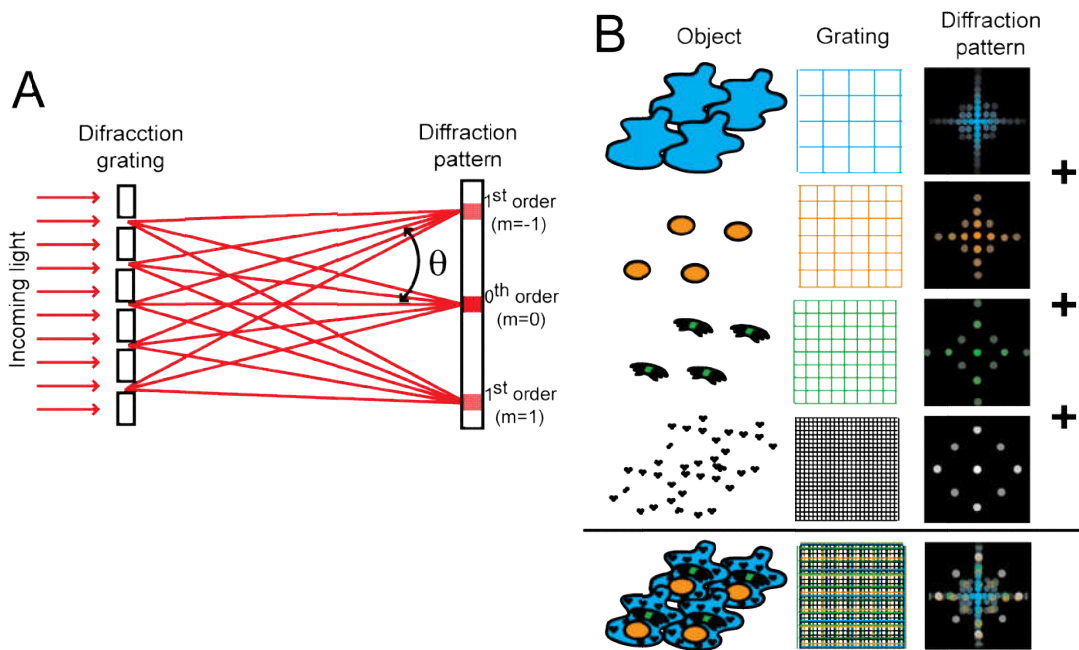 A
Difracction
grating
Diffraction
pattern
Incoming light
1st order
(m=-1)
θ
0th order
(m=0)
1st order
(m=1)
B
Object
Grating
Diffraction
pattern
+
+
+